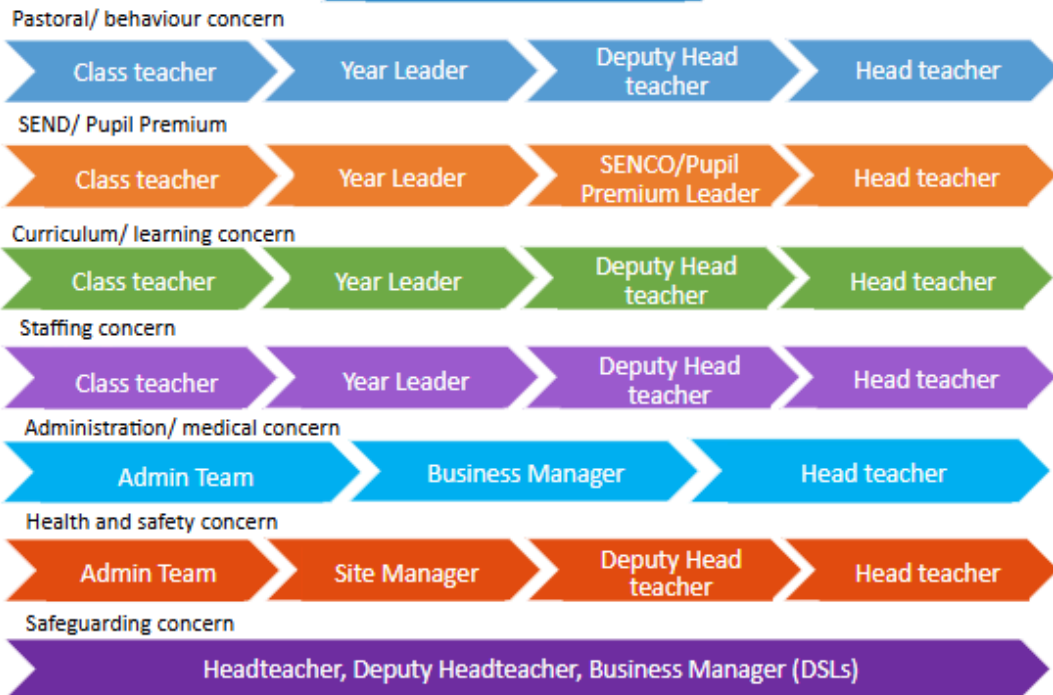 Pastoral/ behaviour concern
Class teacher
Year Leader
Deputy Head
teacher
Head teacher
SEND/ Pupil Premium
Class teacher
Year Leader
SENCO/Pupil
Premium Leader
Head teacher
Curriculum/ learning concern
Class teacher
Year Leader
Deputy Head
teacher
Head teacher
Staffing concern
Class teacher
Year Leader
Deputy Head
teacher
Head teacher
Administration/ medical concern
Admin Team
Business Manager
Head teacher
Health and safety concern
Admin Team
Site Manager
Deputy Head
teacher
Head teacher
Safeguarding concern
Headteacher, Deputy Headteacher, Business Manager (DSLs)